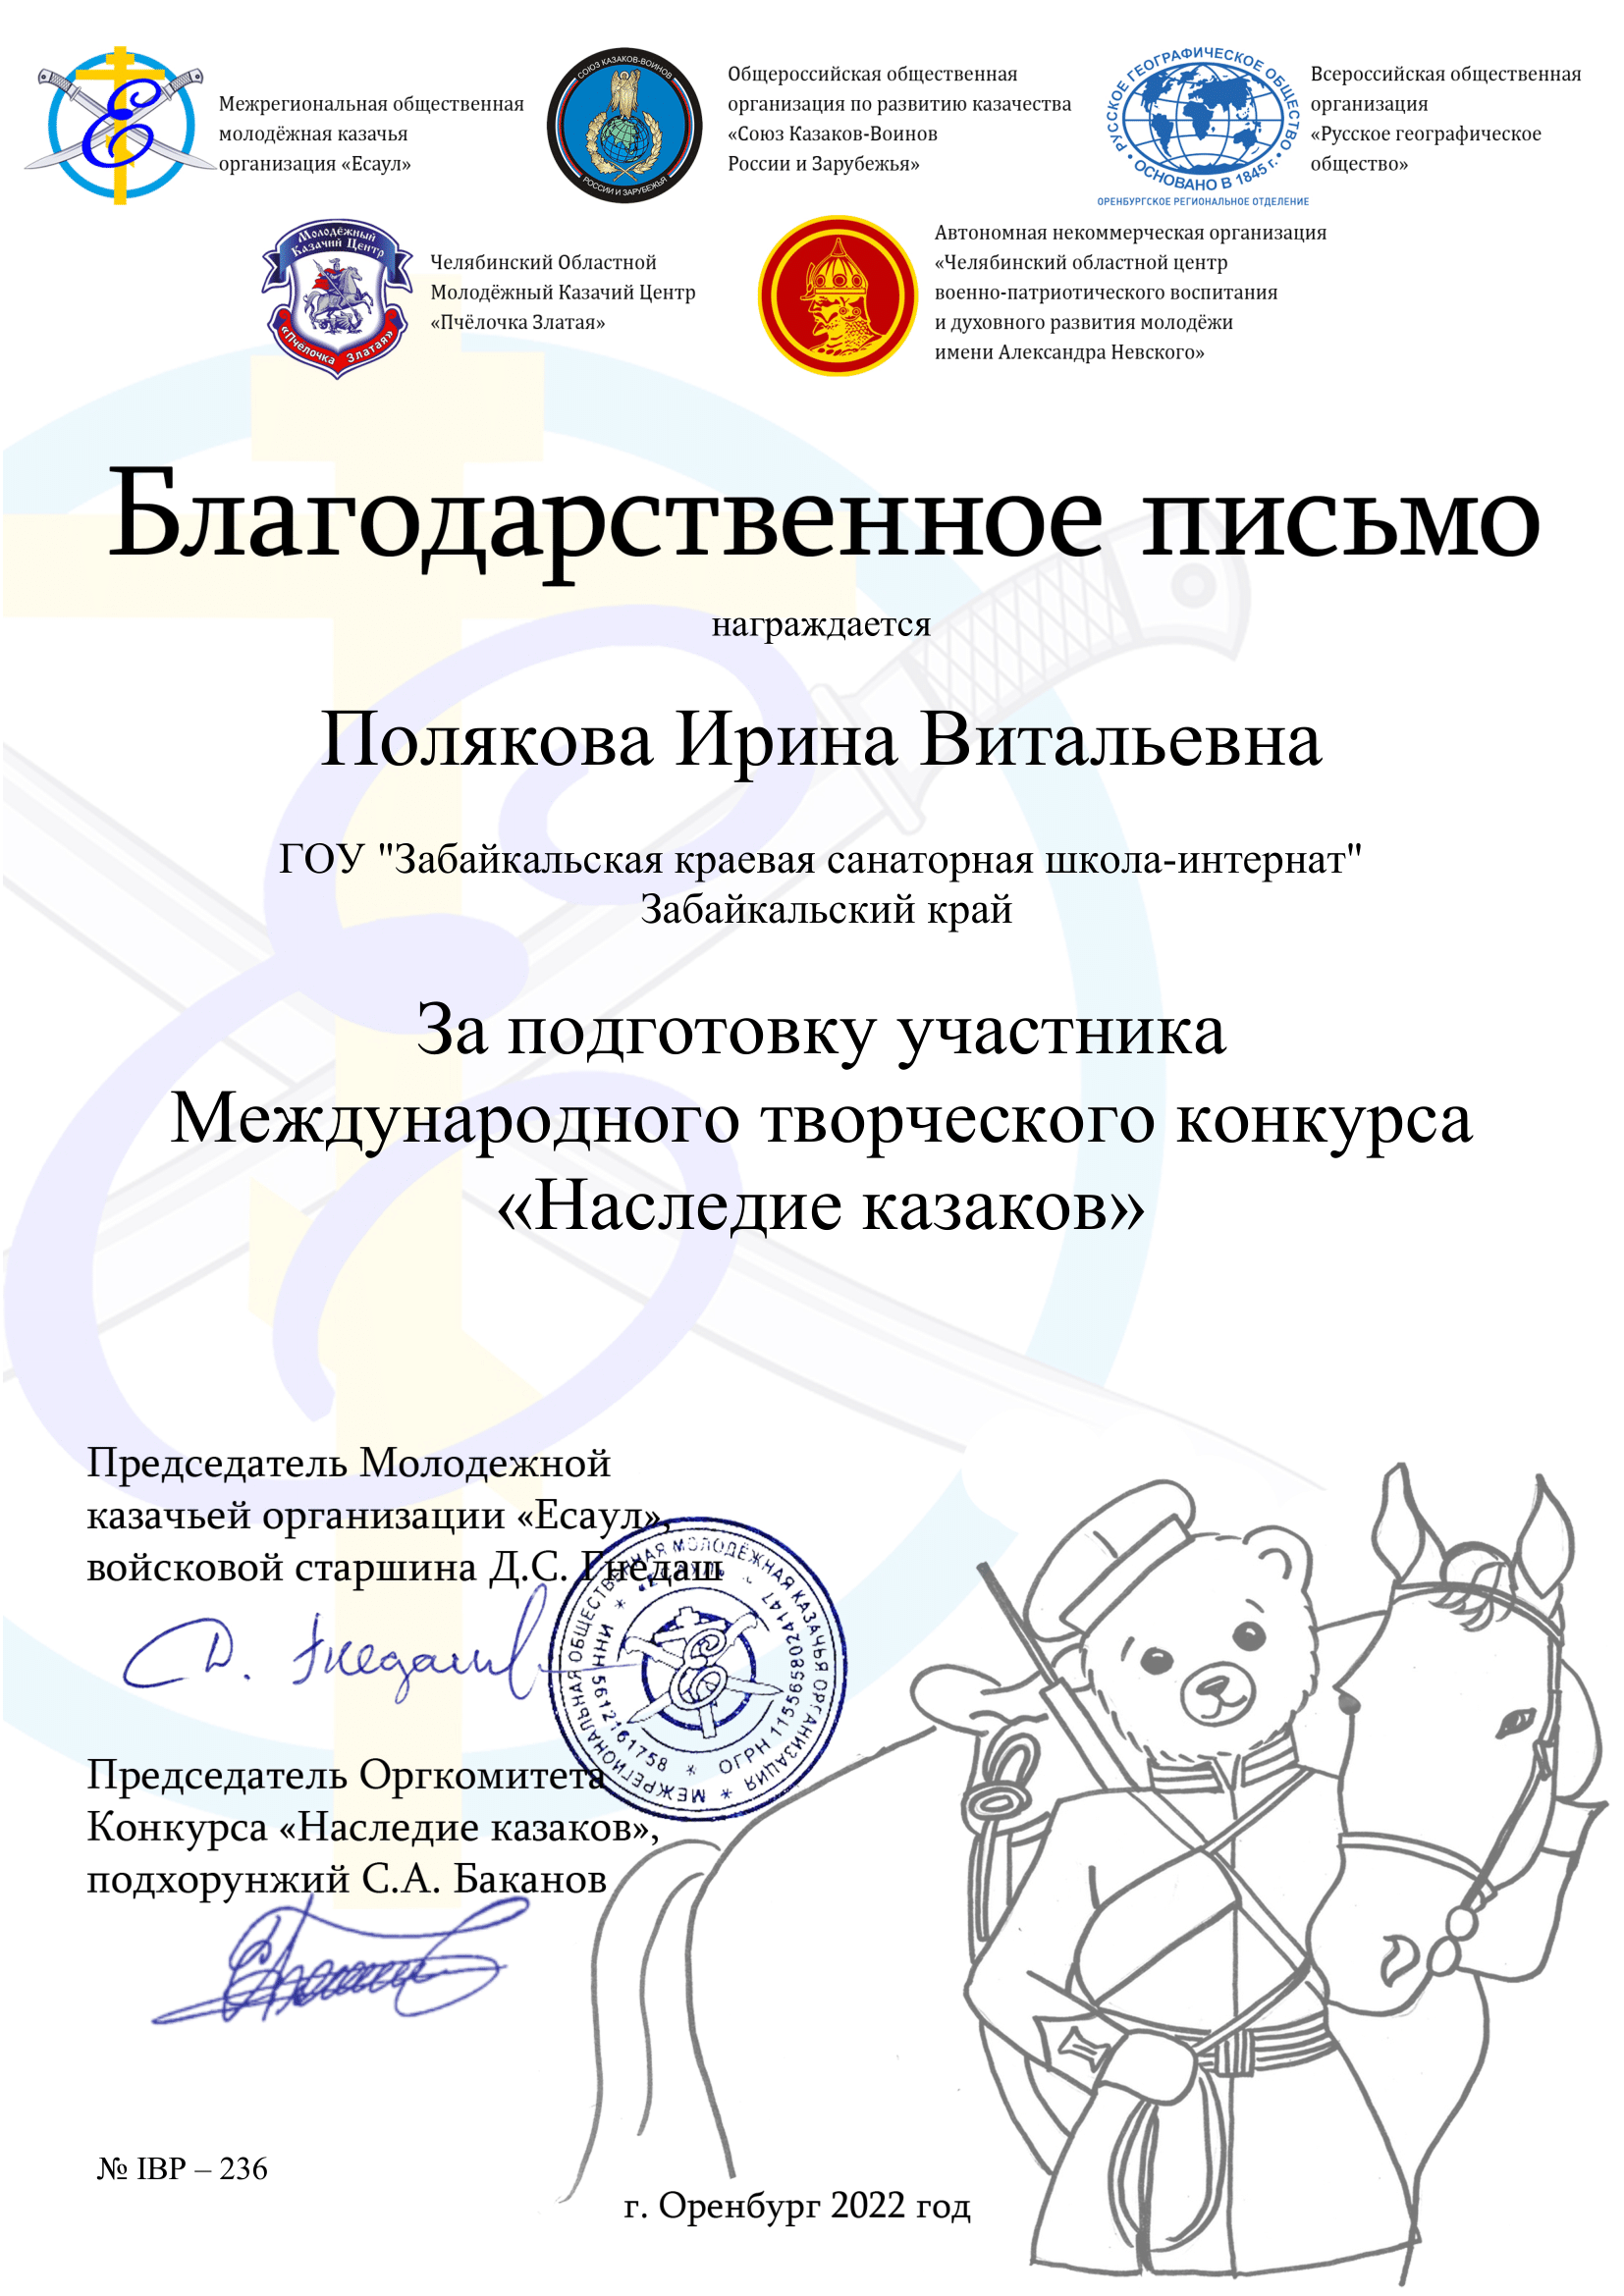 Межрегиональная общественная
молодёжная казачья
организация «Есаул»
СОЮЗ КАЗАКОВ-ВОИНОВ
РОССИИ И ЗАРУБЕЖЬЯ
Общероссийская общественная
организация по развитию казачества
«Союз Казаков-Воинов
России и Зарубежья»
РУССКОЕ ГЕОГРАФИЧЕСКОЕ ОБЩЕСТВО
• ОСНОВАНО В 1845 г. •
ОРЕНБУРГСКОЕ РЕГИОНАЛЬНОЕ ОТДЕЛЕНИЕ
Всероссийская общественная
организация
«Русское географическое
общество»
Молодёжный
Казачий Центр
«Пчёлочка Златая»
Челябинский Областной
Молодёжный Казачий Центр
«Пчёлочка Златая»
Автономная некоммерческая организация
«Челябинский областной центр
военно-патриотического воспитания
и духовного развития молодёжи
имени Александра Невского»
Благодарственное письмо
награждается
Полякова Ирина Витальевна
ГОУ "Забайкальская краевая санаторная школа-интернат"
Забайкальский край
За подготовку участника
Международного творческого конкурса
«Наследие казаков»
Председатель Молодежной
казачьей организации «Есаул»,
войсковой старшина Д.С. Гнедаш
Д. Гнедаш
МЕЖРЕГИОНАЛЬНАЯ ОБЩЕСТВЕННАЯ МОЛОДЁЖНАЯ КАЗАЧЬЯ ОРГАНИЗАЦИЯ *
«ЕСАУЛ» * ИНН 5612161758 * ОГРН 1155658024147
Председатель Оргкомитета
Конкурса «Наследие казаков»,
подхорунжий С.А. Баканов
№ IВР – 236
г. Оренбург 2022 год